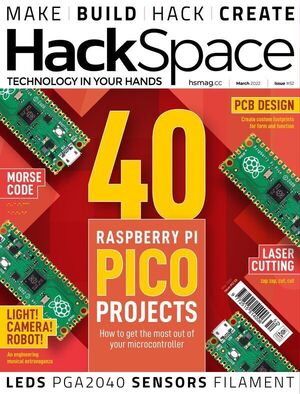 MAKE | BUILD | HACK | CREATE
HackSpace
TECHNOLOGY IN YOUR HANDS
hsmag.cc
March 2022
Issue #52
PCB DESIGN
Create custom footprints
for form and function
40
MORSE
CODE
RASPBERRY PI
PICO
PROJECTS
How to get the most out of
your microcontroller
LASER
CUTTING
zap, zap, cut, cut
LIGHT!
CAMERA!
ROBOT!
An engineering
musical extravaganza
LEDS PGA2040 SENSORS FILAMENT